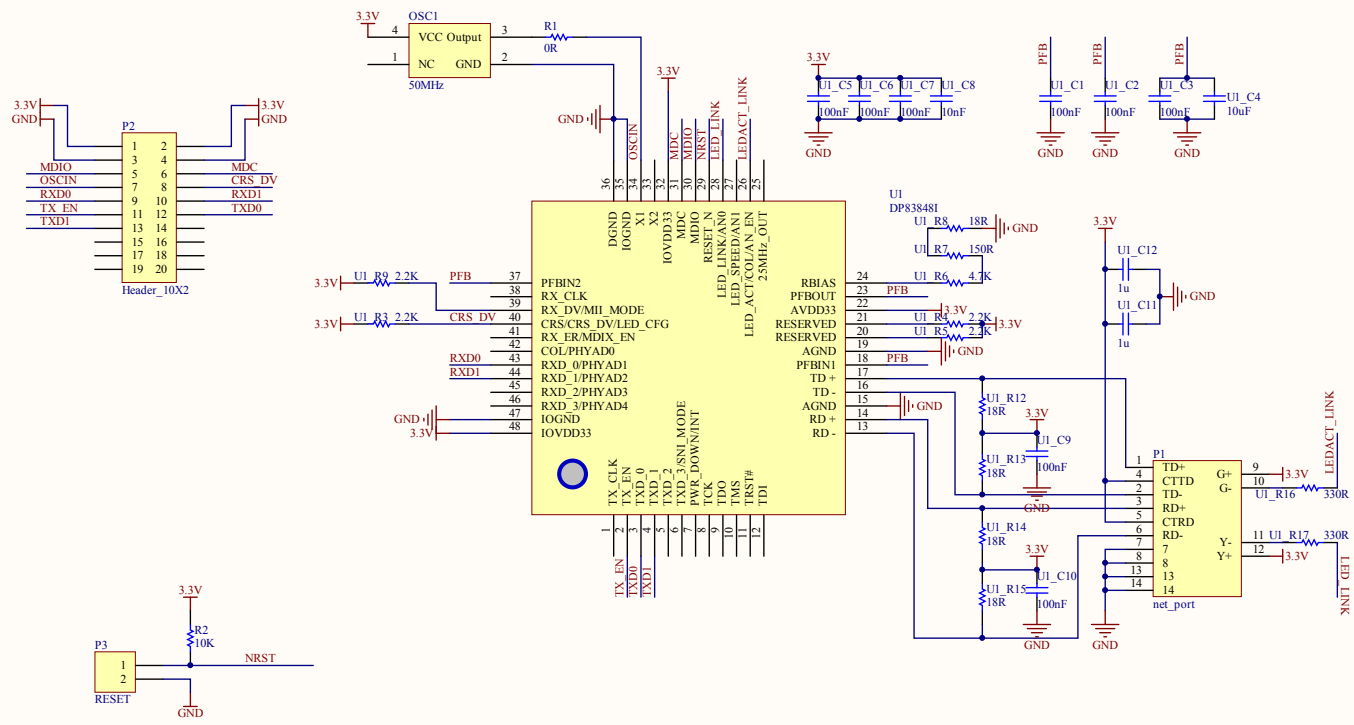 3.3V
OSC1
4
VCC Output
3
1
NC
GND
2
50MHz
R1
0R
3.3V
GND
3.3V
GND
P2
1
2
3
4
MDIO
5
6
MDC
OSCIN
7
8
CRS_DV
RXD0
9
10
RXD1
TX_EN
11
12
TXD0
TXD1
13
14
15
16
17
18
19
20
Header_10X2
3.3V
GND
OSCIN
MDC
MDIO
NRST
LED_LINK
LEDACT_LINK
36
35
34
33
32
31
30
29
28
27
26
25
DGND
IOGND
X1
X2
IOVDD33
MDC
MDIO
RESET_N
LED_LINK/AN0
LED_SPEED/AN1
LED_ACT/COL/AN_EN
25MHz_OUT
3.3V
U1_C5
U1_C6
U1_C7
U1_C8
100nF
100nF
100nF
10nF
GND
PFB
PFB
PFB
U1_C1
U1_C2
U1_C3
U1_C4
100nF
100nF
100nF
10uF
GND
GND
GND
U1
DP83848I
U1_R8
18R
GND
U1_R7
150R
U1_R6
4.7K
3.3V
U1_R9
2.2K
3.3V
U1_R3
2.2K
PFB
37
PFBIN2
38
RX_CLK
39
RX_DV/MII_MODE
CRS_DV
40
CRS/CRS_DV/LED_CFG
41
RX_ER/MDIX_EN
42
COL/PHYAD0
RXD0
43
RXD_0/PHYAD1
RXD1
44
RXD_1/PHYAD2
45
RXD_2/PHYAD3
46
RXD_3/PHYAD4
GND
47
IOGND
3.3V
48
IOVDD33
RBIAS
24
PFBOUT
23
PFB
AVDD33
22
3.3V
RESERVED
21
U1_R4
2.2K
3.3V
RESERVED
20
U1_R5
2.2K
AGND
19
GND
PFBIN1
18
PFB
TD +
17
TD -
16
AGND
15
GND
RD +
14
RD -
13
TX_CLK
TX_EN
TXD_0
TXD_1
TXD_2
TXD_3/SNI_MODE
PWR_DOWN/INT
TCK
TDO
TMS
TRST#
TDI
1
2
3
4
5
6
7
8
9
10
11
12
TX_EN
TXD0
TXD1
3.3V
U1_C12
1u
GND
U1_C11
1u
U1_R12
18R
3.3V
U1_C9
U1_R13
18R
100nF
GND
U1_R14
18R
3.3V
U1_C10
U1_R15
18R
100nF
GND
P1
1
TD+
4
CTTD
2
TD-
3
RD+
5
CTRD
6
RD-
7
7
8
8
13
13
14
14
net_port
GND
G+
9
3.3V
G-
10
U1_R16
330R
LEDACT_LINK
Y-
11
U1_R17
330R
Y+
12
3.3V
LED_LINK
3.3V
R2
10K
P3
1
2
NRST
RESET
GND